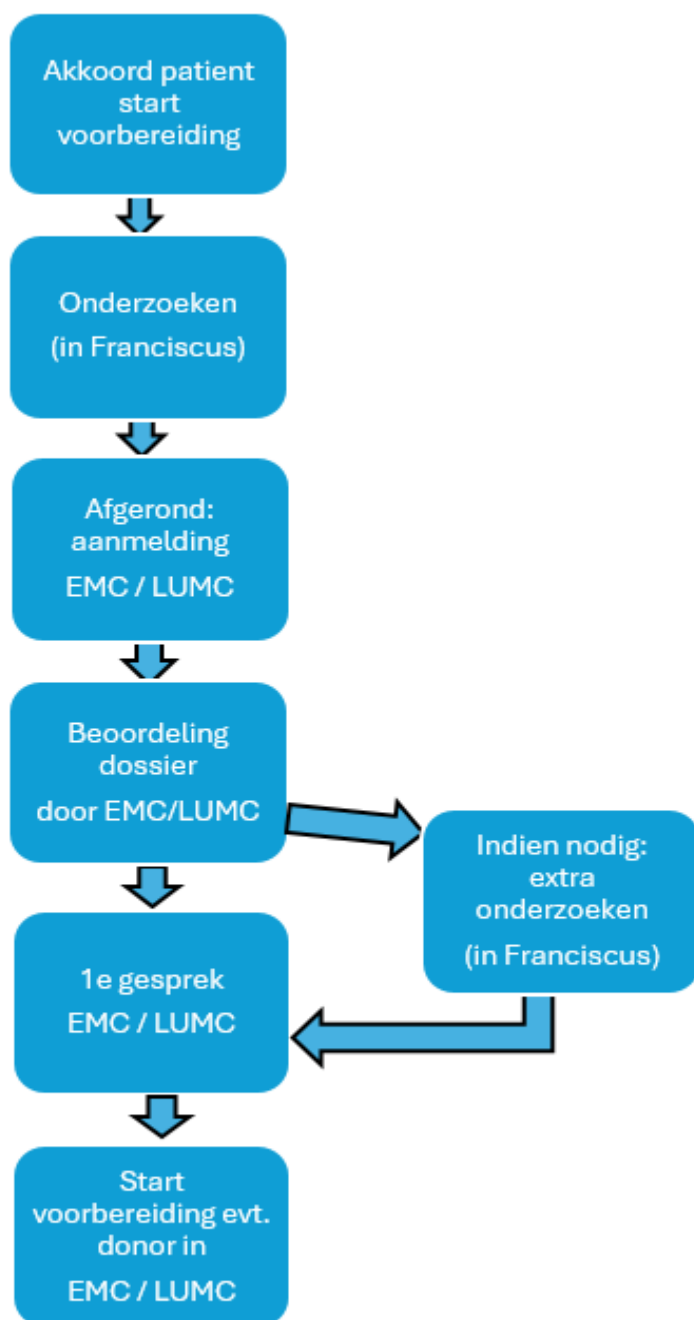 Akkoord patient
start
voorbereiding
Onderzoeken
(in Franciscus)
Afgerond:
aanmelding
EMC / LUMC
Beoordeling
dossier
door EMC/LUMC
Indien nodig:
extra
onderzoeken
(in Franciscus)
1e gesprek
EMC / LUMC
Start
voorbereiding evt.
donor in
EMC / LUMC